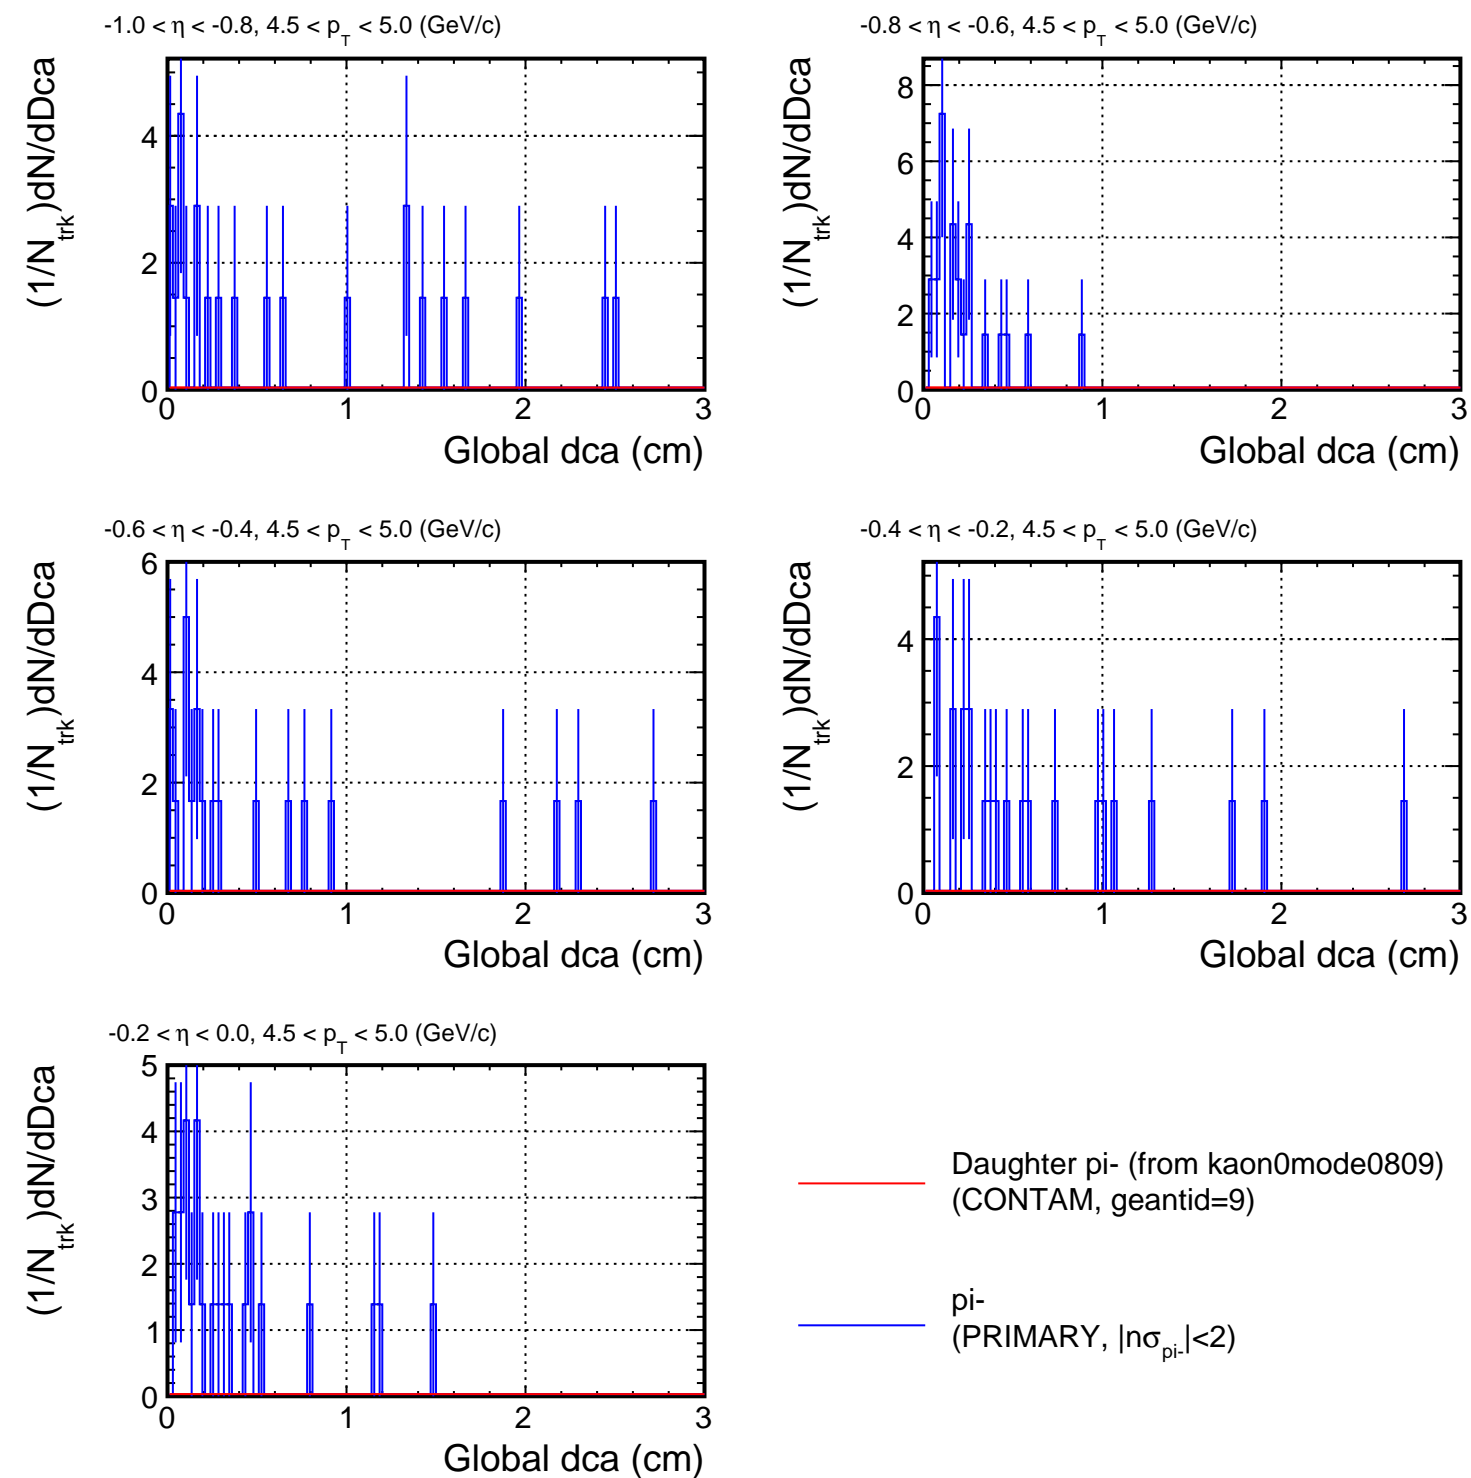 -1.0 < η < -0.8, 4.5 < p_T < 5.0 (GeV/c)
(1/N_trk)dN/dDca
4
2
0
0 1 2 3
Global dca (cm)
-0.8 < η < -0.6, 4.5 < p_T < 5.0 (GeV/c)
(1/N_trk)dN/dDca
8
6
4
2
0
0 1 2 3
Global dca (cm)
-0.6 < η < -0.4, 4.5 < p_T < 5.0 (GeV/c)
(1/N_trk)dN/dDca
6
4
2
0
0 1 2 3
Global dca (cm)
-0.4 < η < -0.2, 4.5 < p_T < 5.0 (GeV/c)
(1/N_trk)dN/dDca
4
2
0
0 1 2 3
Global dca (cm)
-0.2 < η < 0.0, 4.5 < p_T < 5.0 (GeV/c)
(1/N_trk)dN/dDca
5
4
3
2
1
0
0 1 2 3
Global dca (cm)
Daughter pi- (from kaon0mode0809)
(CONTAM, geantid=9)
pi-
(PRIMARY, |nσ_pi-|<2)